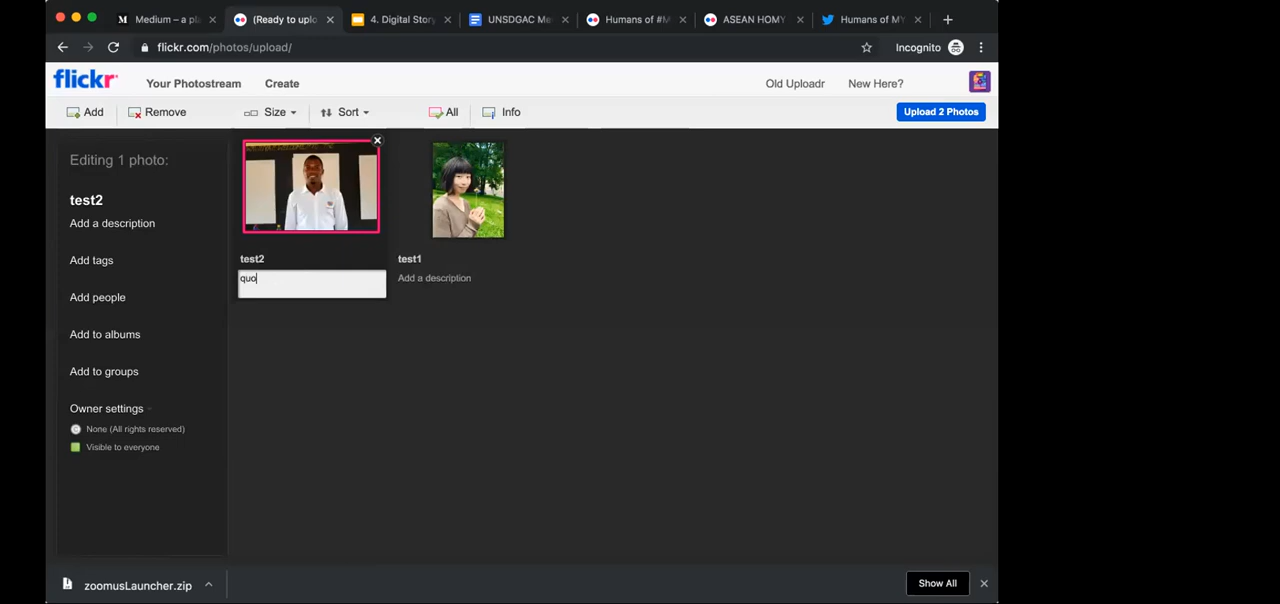 Medium – a pla
(Ready to uplo
4. Digital Story
UNSDGAC Me
Humans of #M
ASEAN HOMY
Humans of MY
flickr.com/photos/upload/
Incognito
flickr
Your Photostream
Create
Old Uploadr
New Here?
Add
Remove
Size
Sort
All
Info
Upload 2 Photos
Editing 1 photo:
test2
Add a description
Add tags
Add people
Add to albums
Add to groups
Owner settings
None (All rights reserved)
Visible to everyone
test2
quo
test1
Add a description
zoomusLauncher.zip
Show All